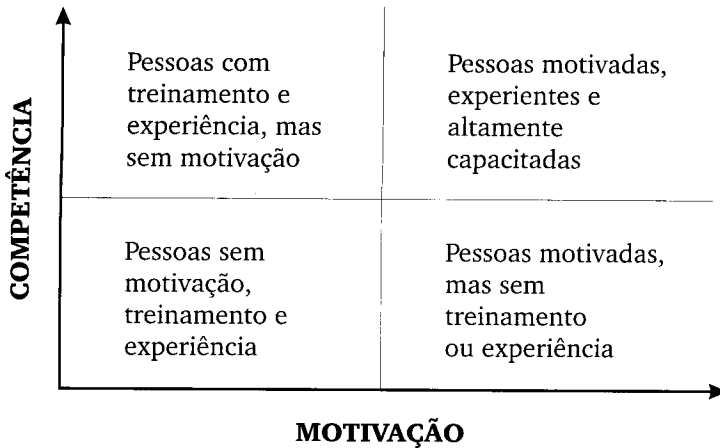 COMPETÊNCIA
Pessoas com
treinamento e
experiência, mas
sem motivação
Pessoas motivadas,
experientes e
altamente
capacitadas
Pessoas sem
motivação,
treinamento e
experiência
Pessoas motivadas,
mas sem
treinamento
ou experiência
MOTIVAÇÃO